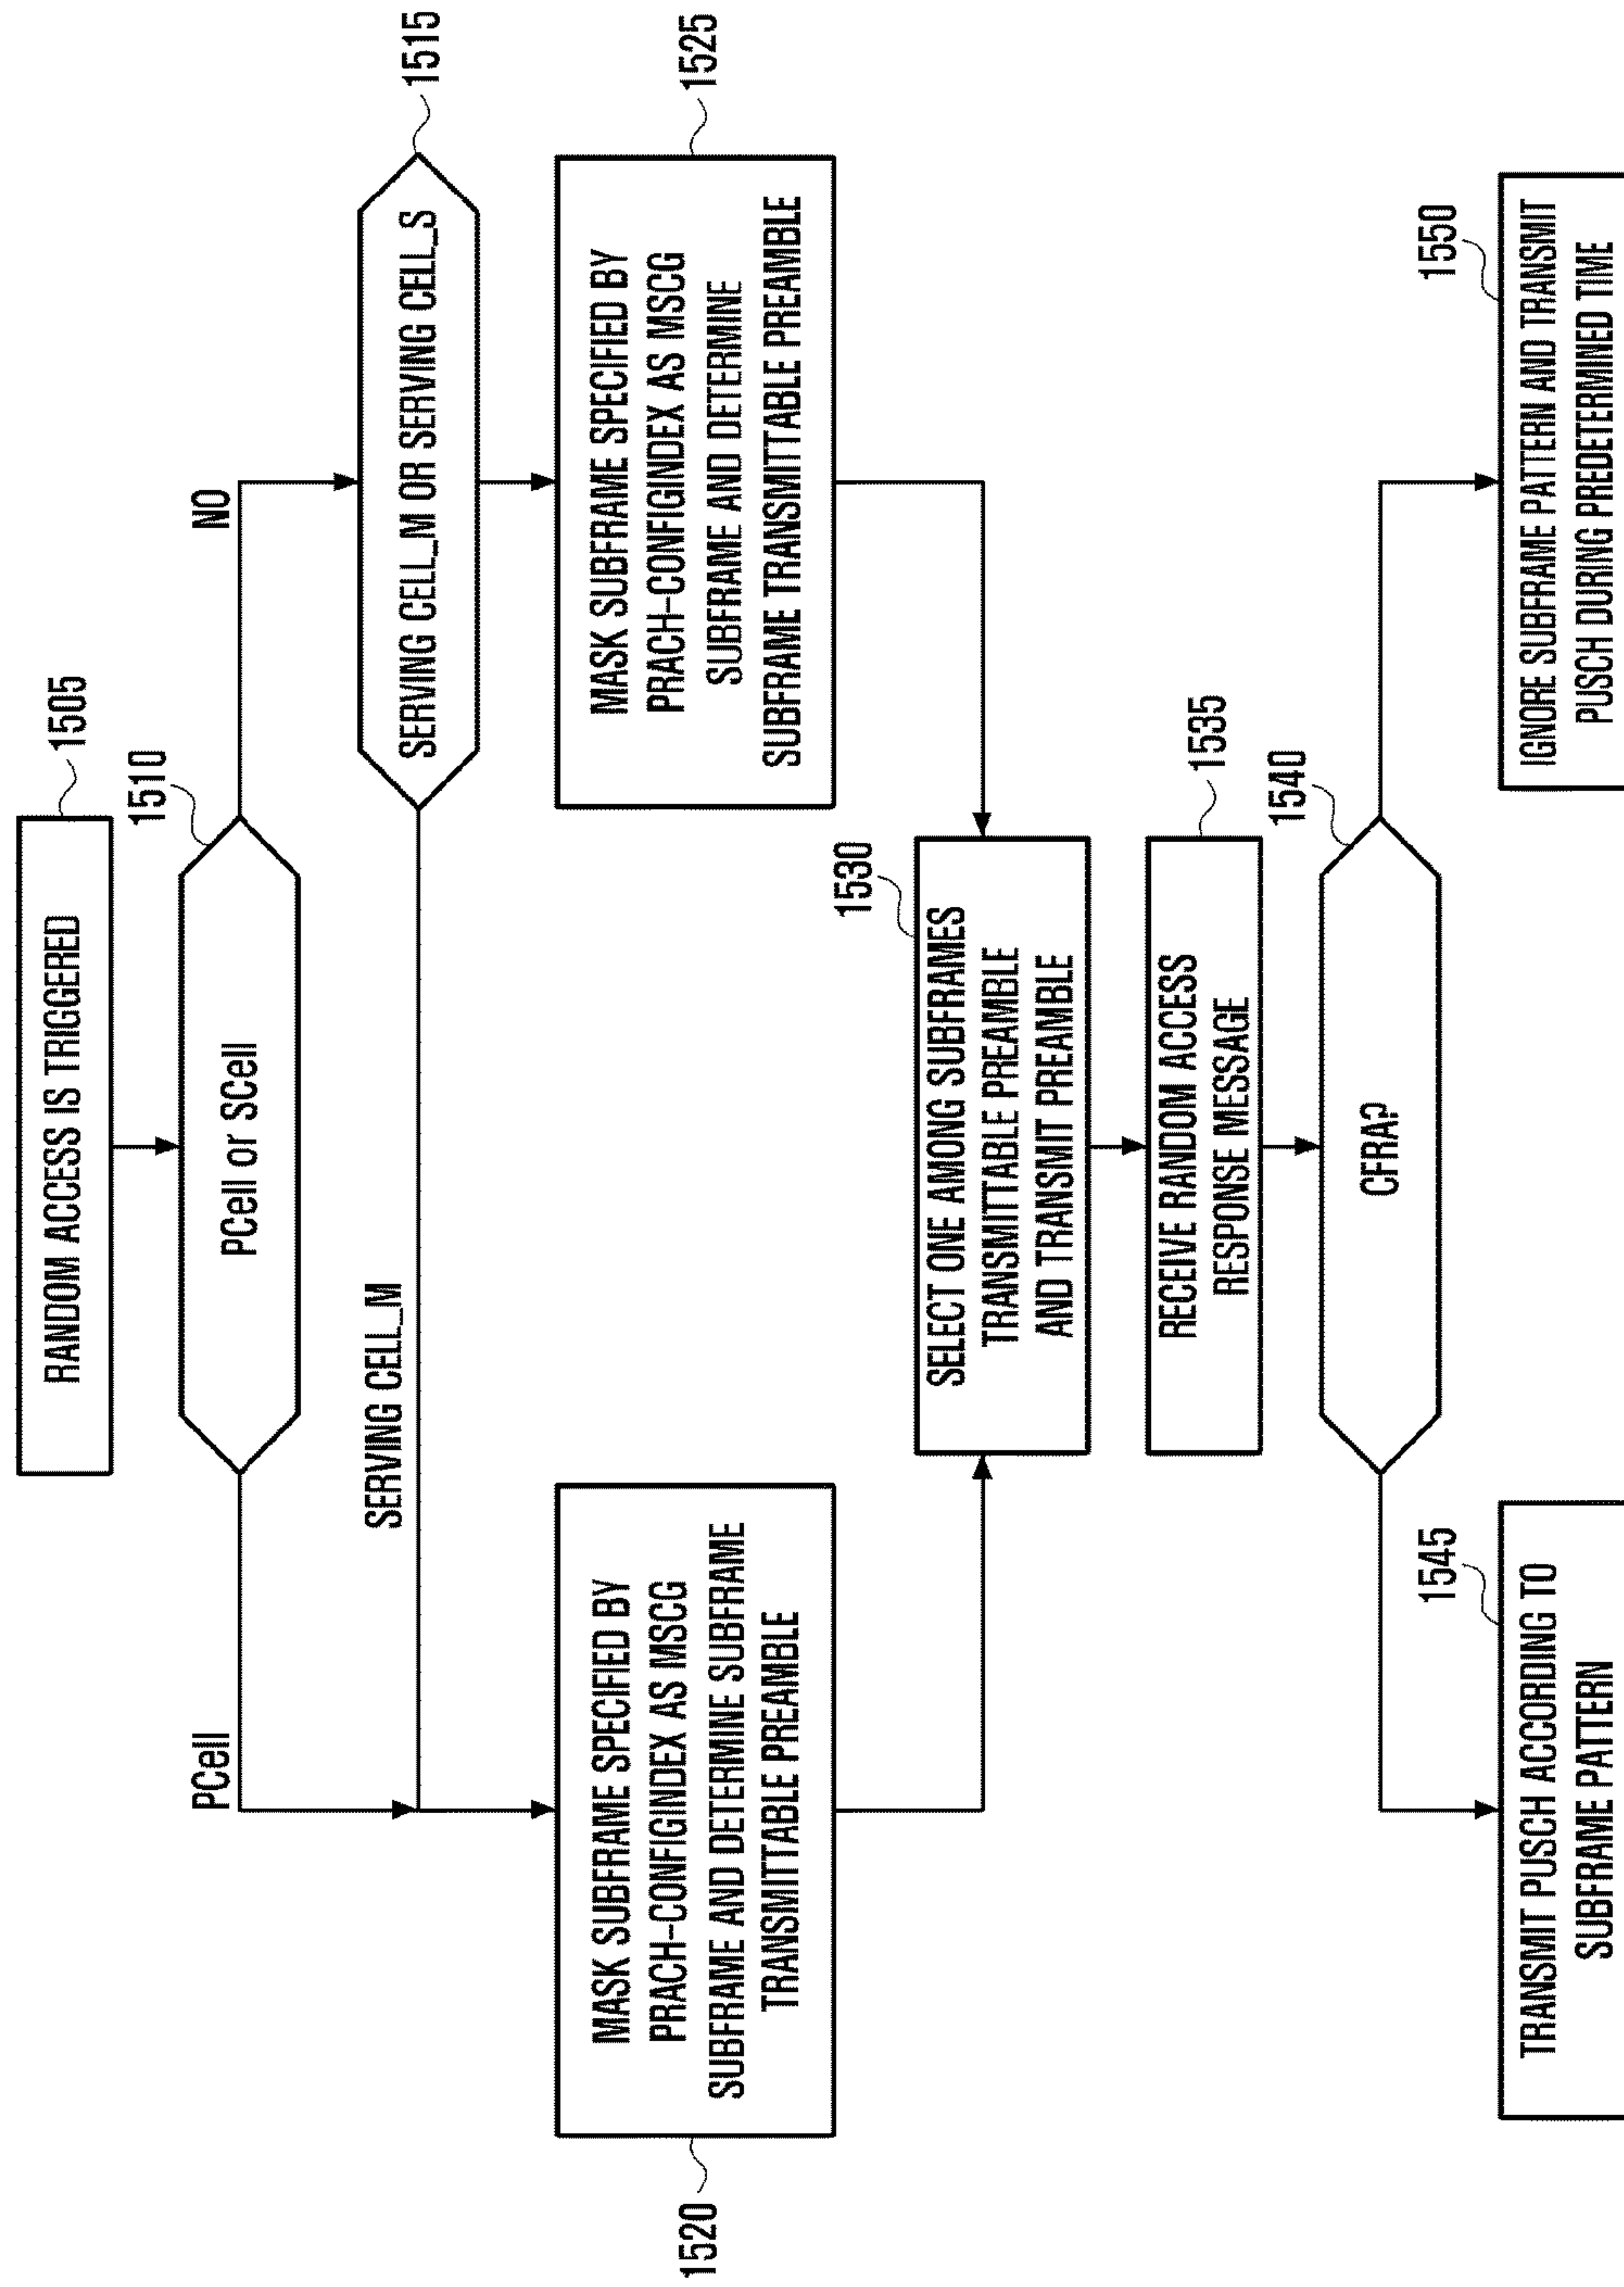 RANDOM ACCESS IS TRIGGERED
1505
1510
PCell or SCell
PCell
NO
SERVING CELL_M
SERVING CELL_M OR SERVING CELL_S
1515
MASK SUBFRAME SPECIFIED BY
PRACH-CONFIGINDEX AS MSCG
SUBFRAME AND DETERMINE SUBFRAME
TRANSMITTABLE PREAMBLE
1520
MASK SUBFRAME SPECIFIED BY
PRACH-CONFIGINDEX AS MSCG
SUBFRAME AND DETERMINE
SUBFRAME TRANSMITTABLE PREAMBLE
1525
1530
SELECT ONE AMONG SUBFRAMES
TRANSMITTABLE PREAMBLE
AND TRANSMIT PREAMBLE
RECEIVE RANDOM ACCESS
RESPONSE MESSAGE
1535
1540
CFRA?
1545
TRANSMIT PUSCH ACCORDING TO
SUBFRAME PATTERN
1550
IGNORE SUBFRAME PATTERN AND TRANSMIT
PUSCH DURING PREDETERMINED TIME